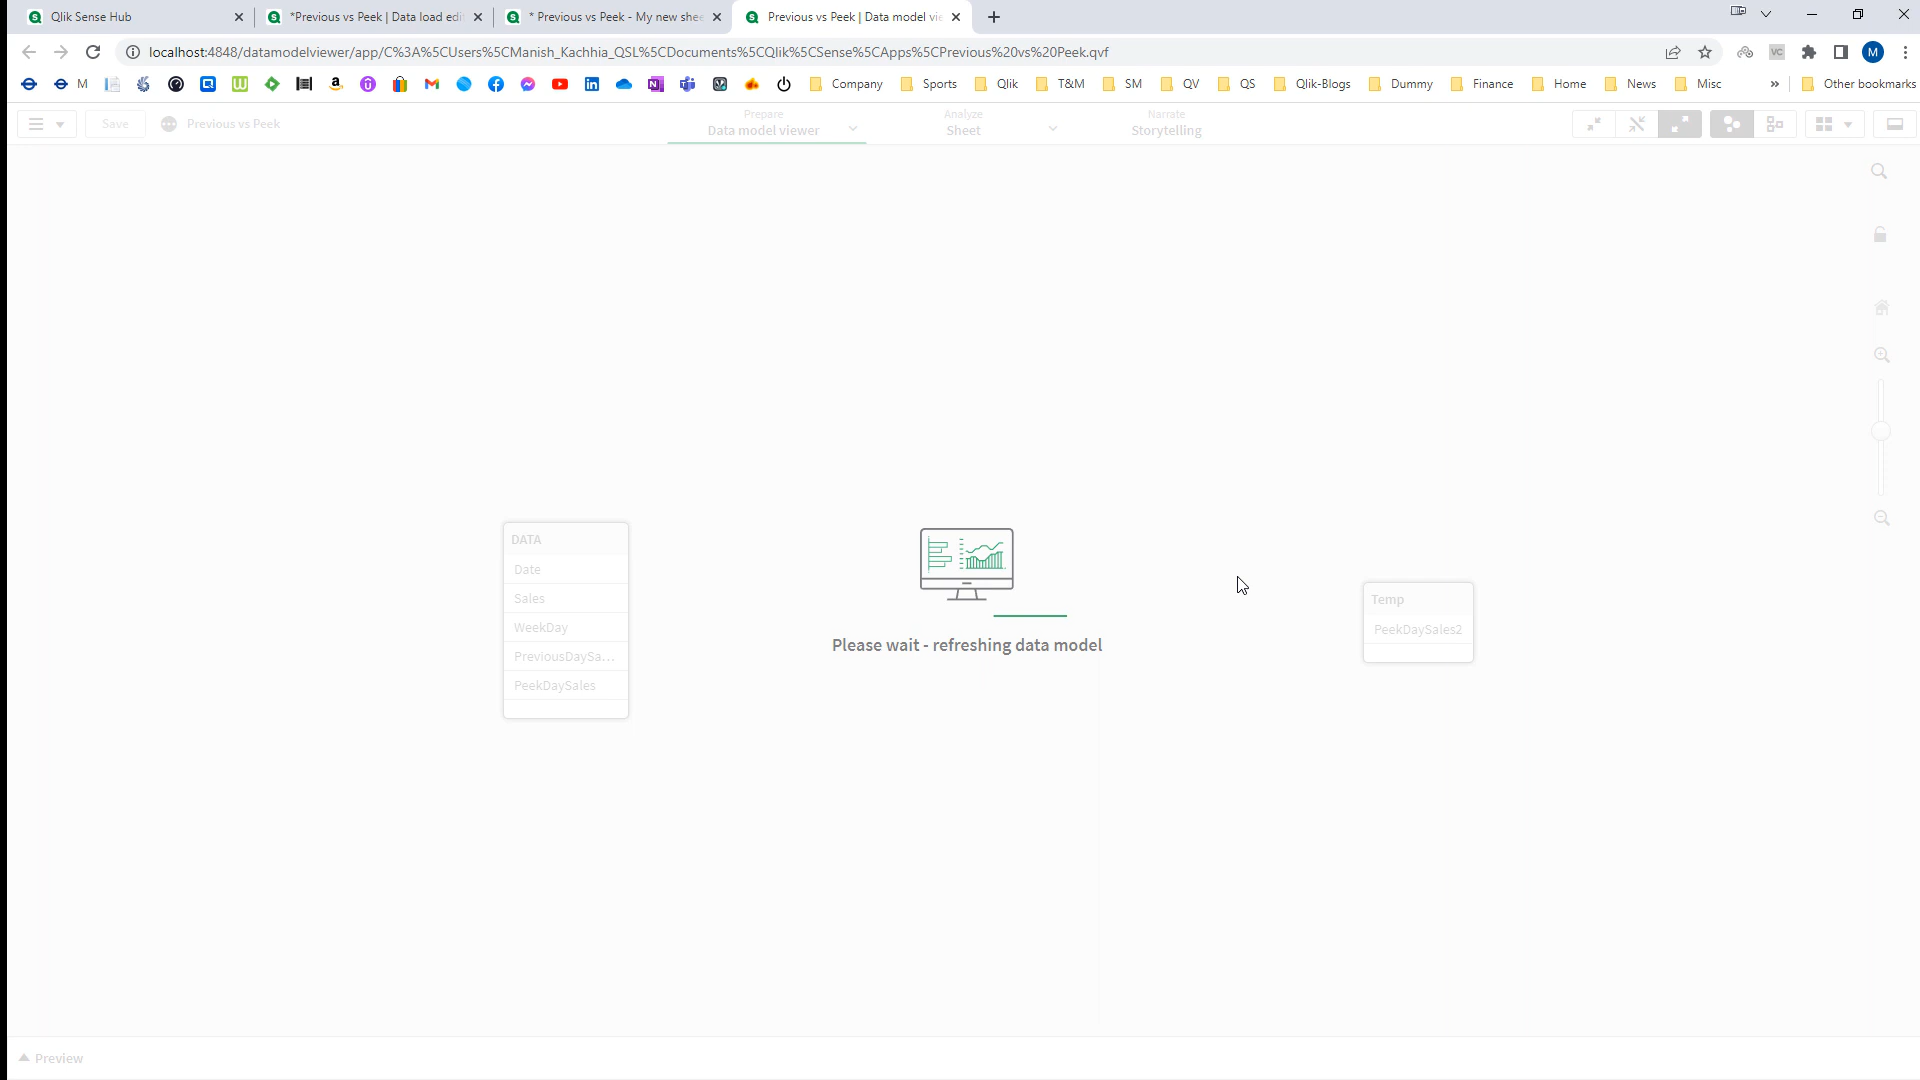 Qlik Sense Hub
*Previous vs Peek | Data load edi
* Previous vs Peek - My new shee
Previous vs Peek | Data model vie
localhost:4848/datamodelviewer/app/C%3A%5CUsers%5CManish_Kachhia_QSL%5CDocuments%5CQlik%5CSense%5CApps%5CPrevious%20vs%20Peek.qvf
M
M
Company
Sports
Qlik
T&M
SM
QV
QS
Qlik-Blogs
Dummy
Finance
Home
News
Misc
»
Other bookmarks
Save
Previous vs Peek
Prepare
Data model viewer
Analyze
Sheet
Narrate
Storytelling
DATA
Date
Sales
WeekDay
PreviousDaySa...
PeekDaySales
Please wait - refreshing data model
Temp
PeekDaySales2
Preview